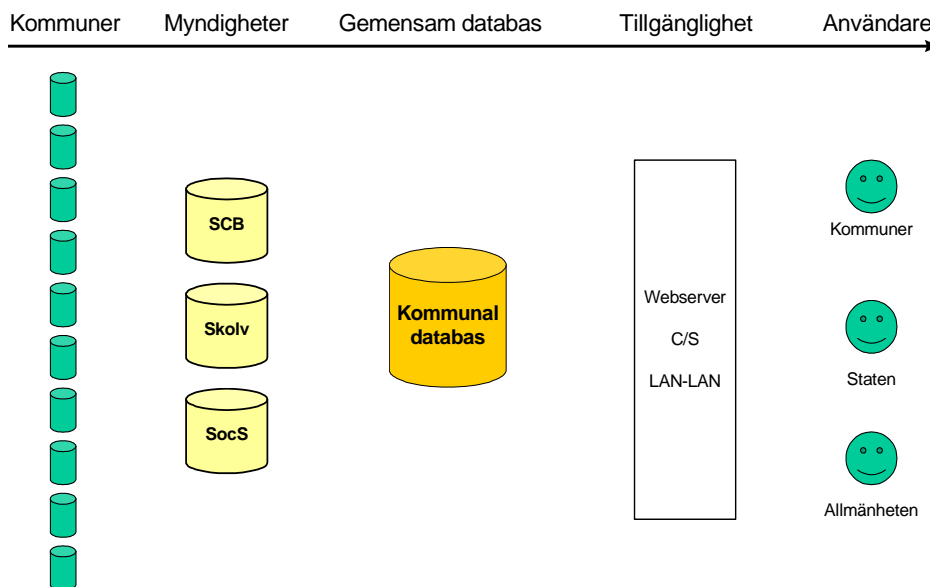 Kommuner
Myndigheter
Gemensam databas
Tillgänglighet
Användare
SCB
Skolv
SocS
Kommunal
databas
Webserver
C/S
LAN-LAN
Kommuner
Staten
Allmänheten